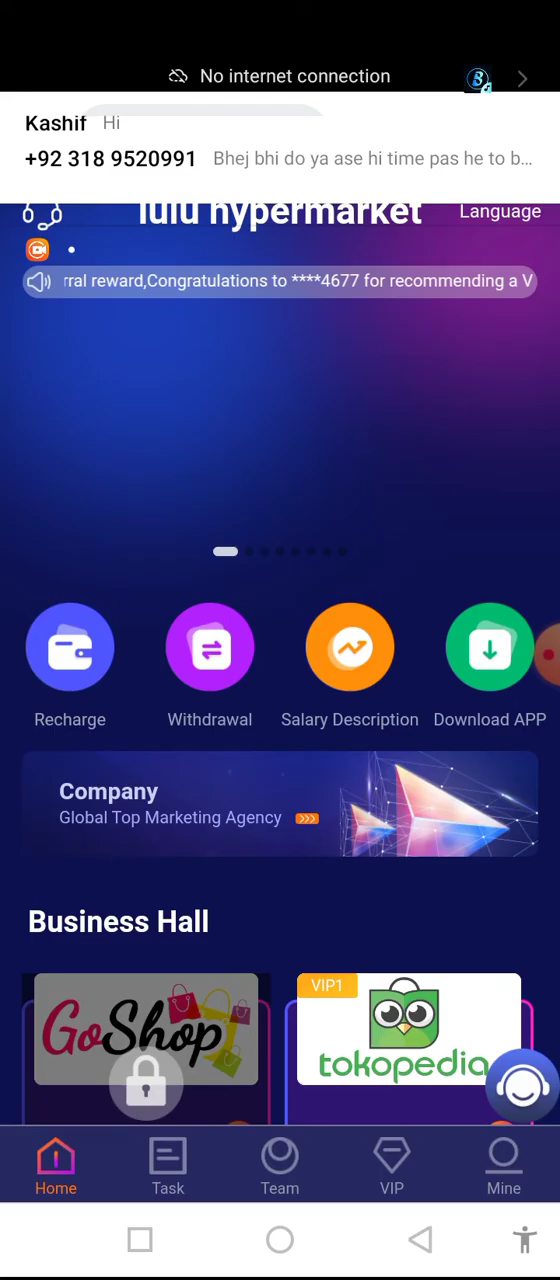 No internet connection
Kashif Hi
+92 318 9520991 Bhej bhi do ya ase hi time pas he to b...
lulu hypermarket
Language
rral reward,Congratulations to ****4677 for recommending a V
Recharge
Withdrawal
Salary Description
Download APP
Company
Global Top Marketing Agency
Business Hall
GoShop
VIP1
tokopedia
Home
Task
Team
VIP
Mine